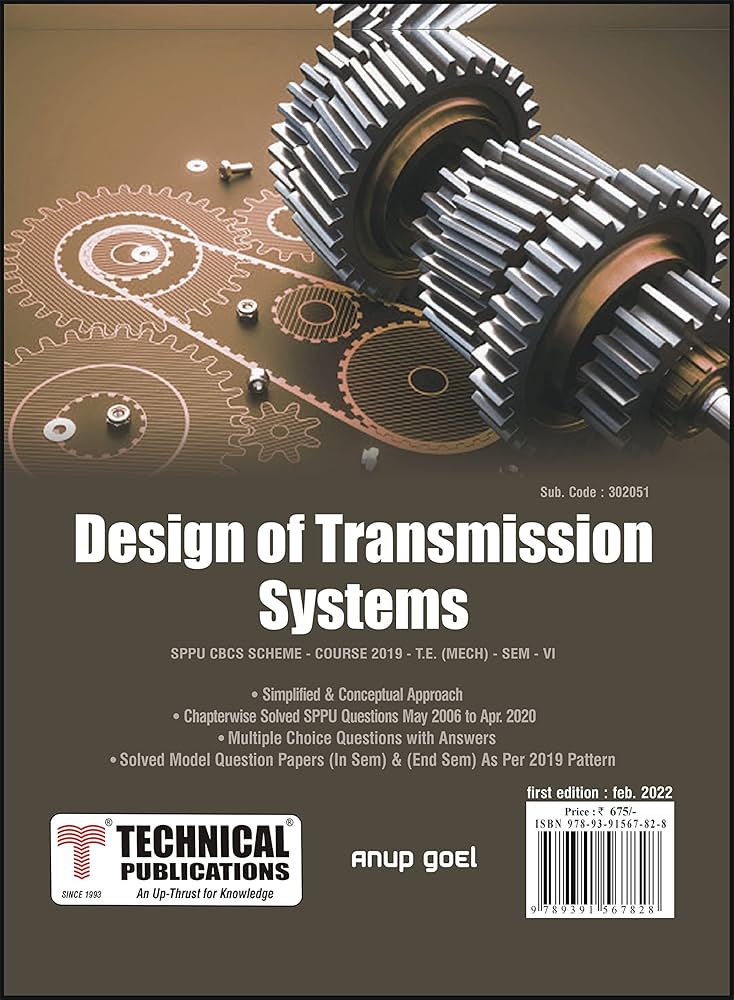 Sub. Code : 302051
Design of Transmission
Systems
SPPU CBCS SCHEME - COURSE 2019 - T.E. (MECH) - SEM - VI
• Simplified & Conceptual Approach
• Chapterwise Solved SPPU Questions May 2006 to Apr. 2020
• Multiple Choice Questions with Answers
• Solved Model Question Papers (In Sem) & (End Sem) As Per 2019 Pattern
first edition : feb. 2022
Price : ₹ 675/-
ISBN 978-93-91567-82-8
9 789391 567828
® TECHNICAL ®
PUBLICATIONS
SINCE 1993 An Up-Thrust for Knowledge
Anup goEl